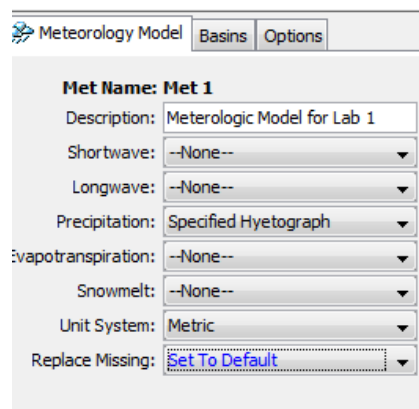 Meteorology Model Basins Options
Met Name: Met 1
Description: Meterologic Model for Lab 1
Shortwave: --None--
Longwave: --None--
Precipitation: Specified Hyetograph
Evapotranspiration: --None--
Snowmelt: --None--
Unit System: Metric
Replace Missing: Set To Default